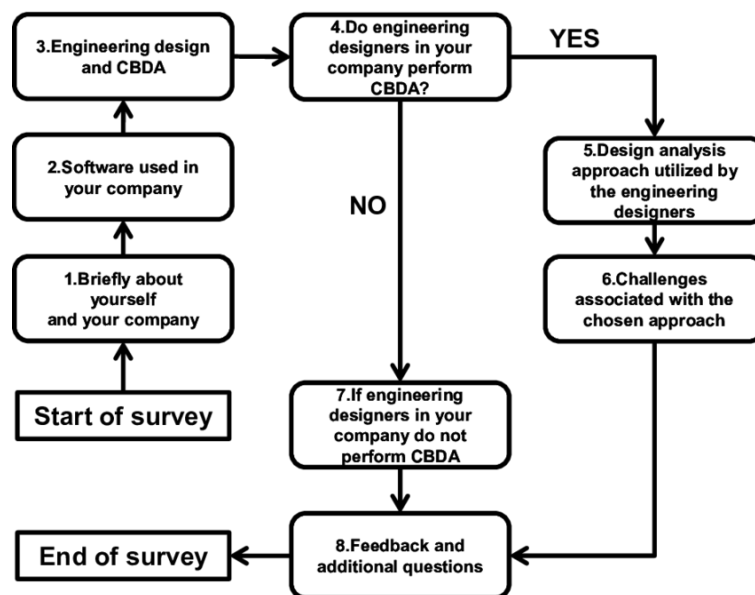 3.Engineering design
and CBDA
4.Do engineering
designers in your
company perform
CBDA?
YES
2.Software used in
your company
5.Design analysis
approach utilized by
the engineering
designers
NO
1.Briefly about
yourself
and your company
6.Challenges
associated with the
chosen approach
Start of survey
7.If engineering
designers in your
company do not
perform CBDA
End of survey
8.Feedback and
additional questions